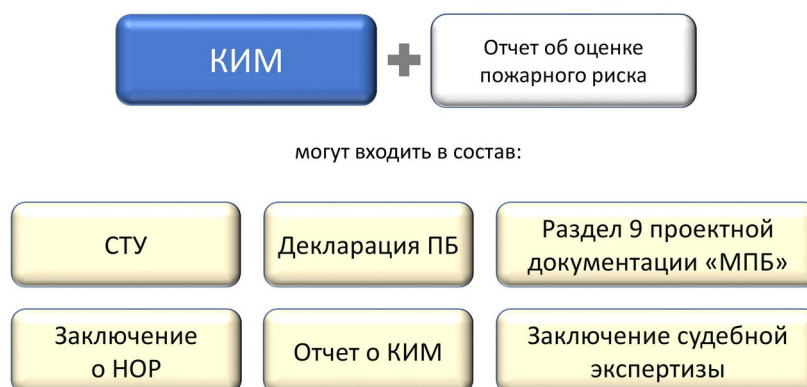 КИМ
Отчет об оценке
пожарного риска
могут входить в состав:
СТУ
Декларация ПБ
Раздел 9 проектной
документации «МПБ»
Заключение
о НОР
Отчет о КИМ
Заключение судебной
экспертизы